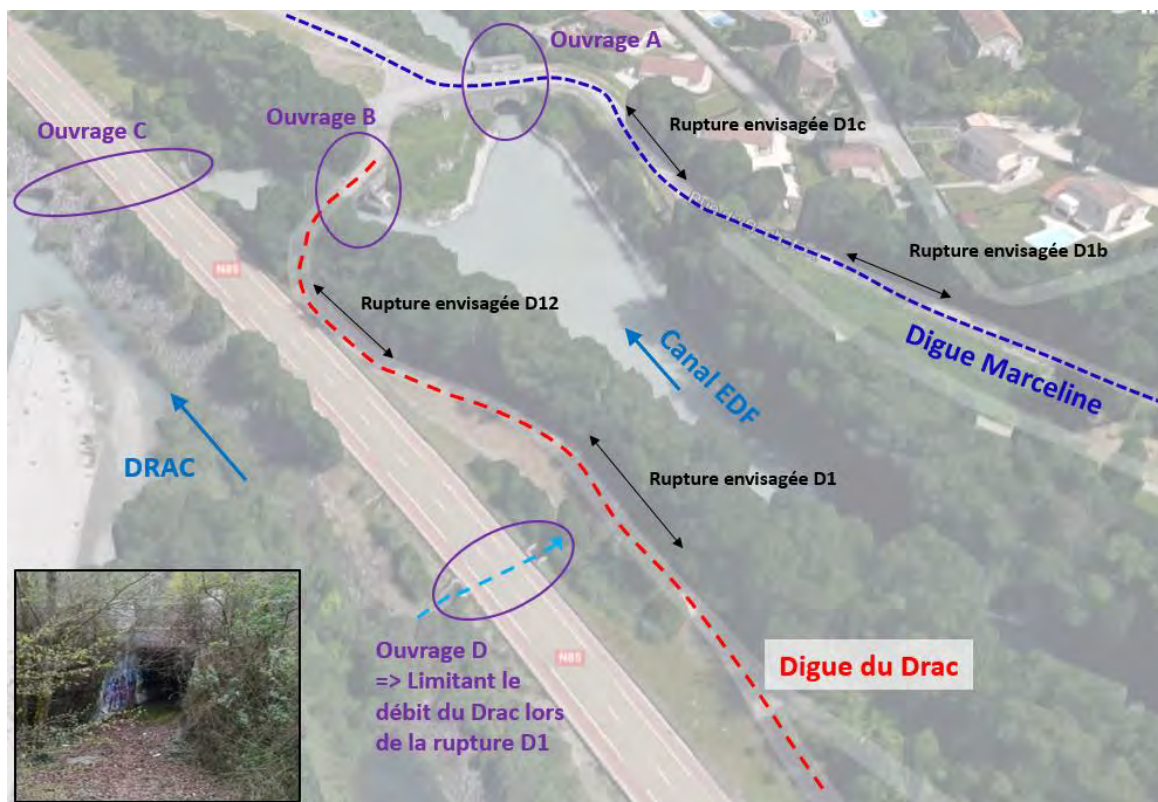 Ouvrage A
Ouvrage C
Ouvrage B
Rupture envisagée D1c
Rupture envisagée D1b
N85
Rupture envisagée D12
Digue Marceline
Canal EDF
DRAC
Rupture envisagée D1
Ouvrage D
=> Limitant le
débit du Drac lors
de la rupture D1
N85
Digue du Drac